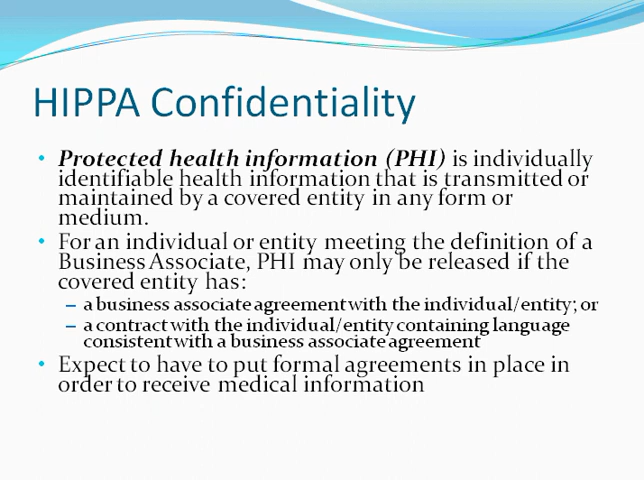 HIPPA Confidentiality
• Protected health information (PHI) is individually
identifiable health information that is transmitted or
maintained by a covered entity in any form or
medium.
• For an individual or entity meeting the definition of a
Business Associate, PHI may only be released if the
covered entity has:
– a business associate agreement with the individual/entity; or
– a contract with the individual/entity containing language
consistent with a business associate agreement
• Expect to have to put formal agreements in place in
order to receive medical information